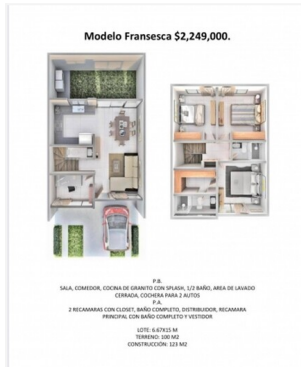 Modelo Fransesca $2,249,000.
P.B.
SALA, COMEDOR, COCINA DE GRANITO CON SPLASH, 1/2 BAÑO, AREA DE LAVADO
CERRADA, COCHERA PARA 2 AUTOS
P.A.
2 RECAMARAS CON CLOSET, BAÑO COMPLETO, DISTRIBUIDOR, RECAMARA
PRINCIPAL CON BAÑO COMPLETO Y VESTIDOR
LOTE: 6.67X15 M
TERRENO: 100 M2
CONSTRUCCIÓN: 123 M2